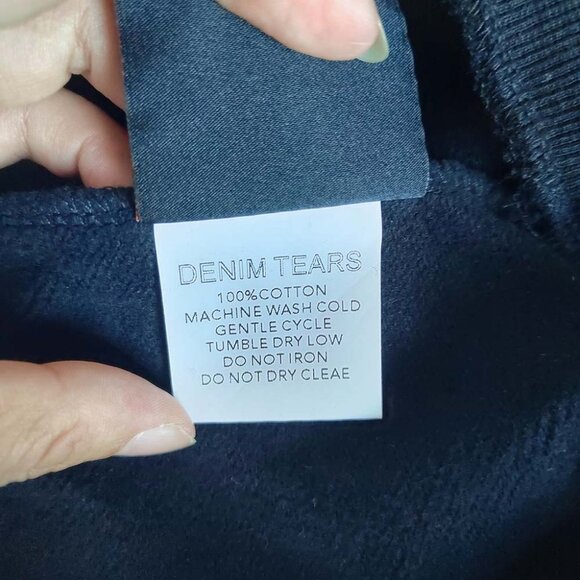 DENIM TEARS
100%COTTON
MACHINE WASH COLD
GENTLE CYCLE
TUMBLE DRY LOW
DO NOT IRON
DO NOT DRY CLEAE